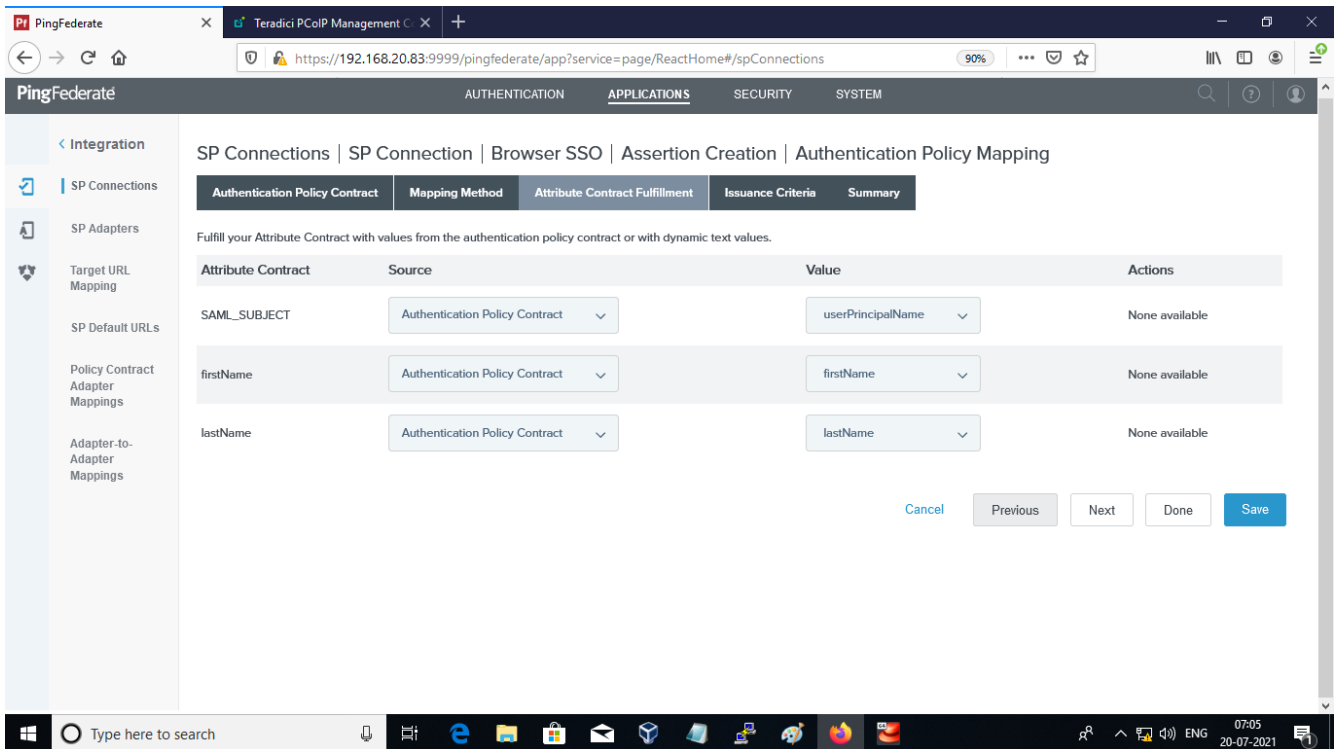 Pf PingFederate
Teradici PCoIP Management C
https://192.168.20.83:9999/pingfederate/app?service=page/ReactHome#/spConnections
90%
PingFederate
AUTHENTICATION APPLICATIONS SECURITY SYSTEM
Integration
SP Connections
SP Adapters
Target URL
Mapping
SP Default URLs
Policy Contract
Adapter
Mappings
Adapter-to-
Adapter
Mappings
SP Connections | SP Connection | Browser SSO | Assertion Creation | Authentication Policy Mapping
Authentication Policy Contract Mapping Method Attribute Contract Fulfillment Issuance Criteria Summary
Fulfill your Attribute Contract with values from the authentication policy contract or with dynamic text values.
Attribute Contract Source Value Actions
SAML_SUBJECT Authentication Policy Contract userPrincipalName None available
firstName Authentication Policy Contract firstName None available
lastName Authentication Policy Contract lastName None available
Cancel Previous Next Done Save
Type here to search
ENG
07:05
20-07-2021
1